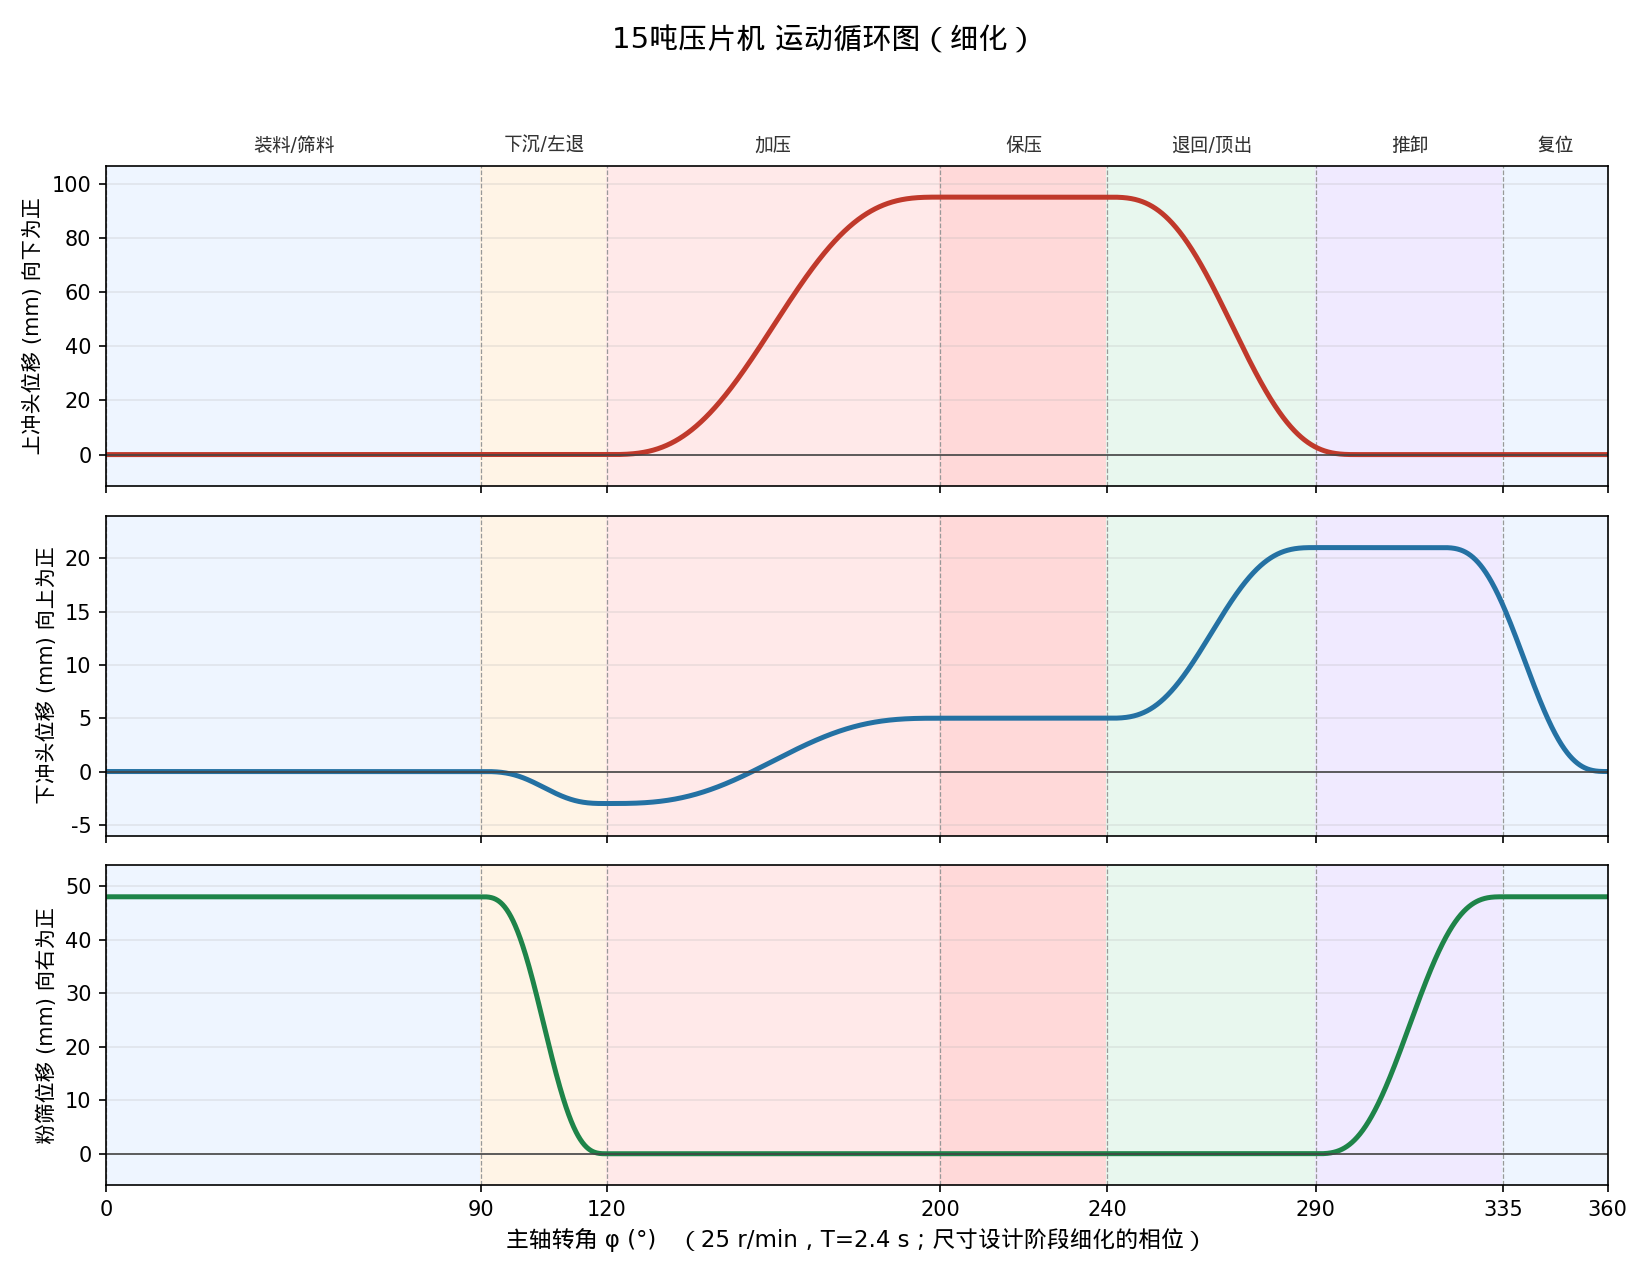 15吨压片机 运动循环图（细化）
装料/筛料 下沉/左退 加压 保压 退回/顶出 推卸 复位
上冲头位移 (mm) 向下为正
100
80
60
40
20
0
下冲头位移 (mm) 向上为正
20
15
10
5
0
-5
粉筛位移 (mm) 向右为正
50
40
30
20
10
0
0 90 120 200 240 290 335 360
主轴转角 φ (°) （25 r/min , T=2.4 s ; 尺寸设计阶段细化的相位）